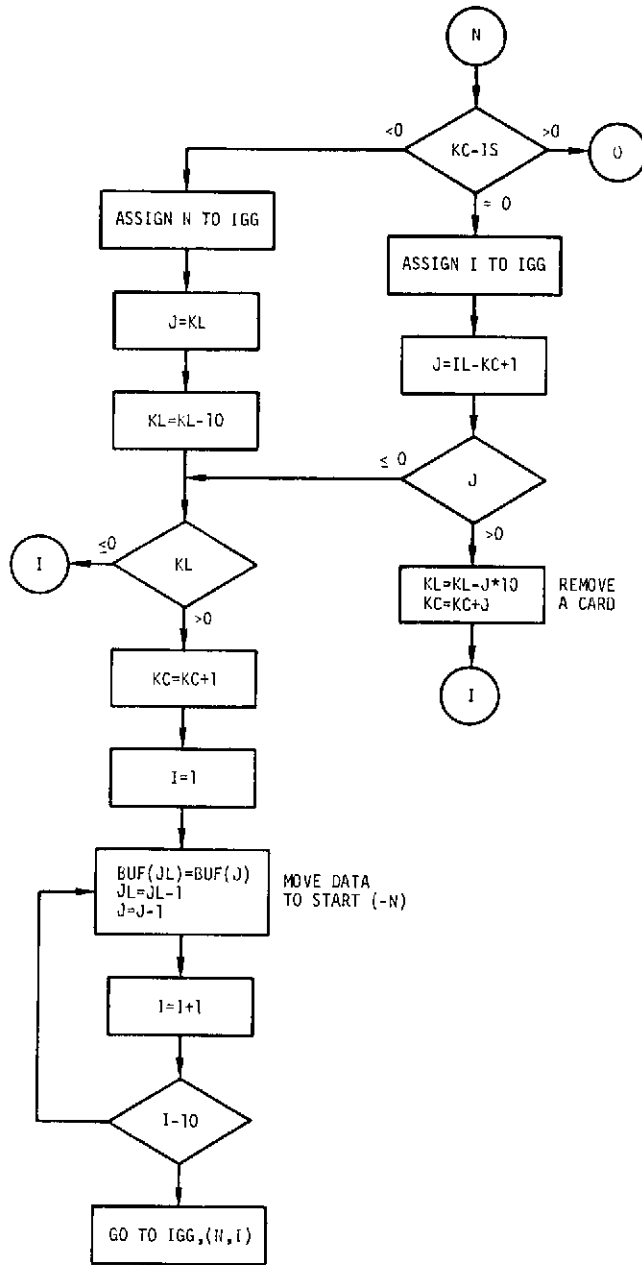 N
<0
KC-IS
>0
O
= 0
ASSIGN N TO IGG
ASSIGN I TO IGG
J=KL
J=IL-KC+1
KL=KL-10
≤ 0
J
>0
≤0
I
KL
>0
KL=KL-J*10
KC=KC+J
REMOVE
A CARD
I
KC=KC+1
I=1
BUF(JL)=BUF(J)
JL=JL-1
J=J-1
MOVE DATA
TO START (-N)
I=I+1
I-10
GO TO IGG,(N,I)